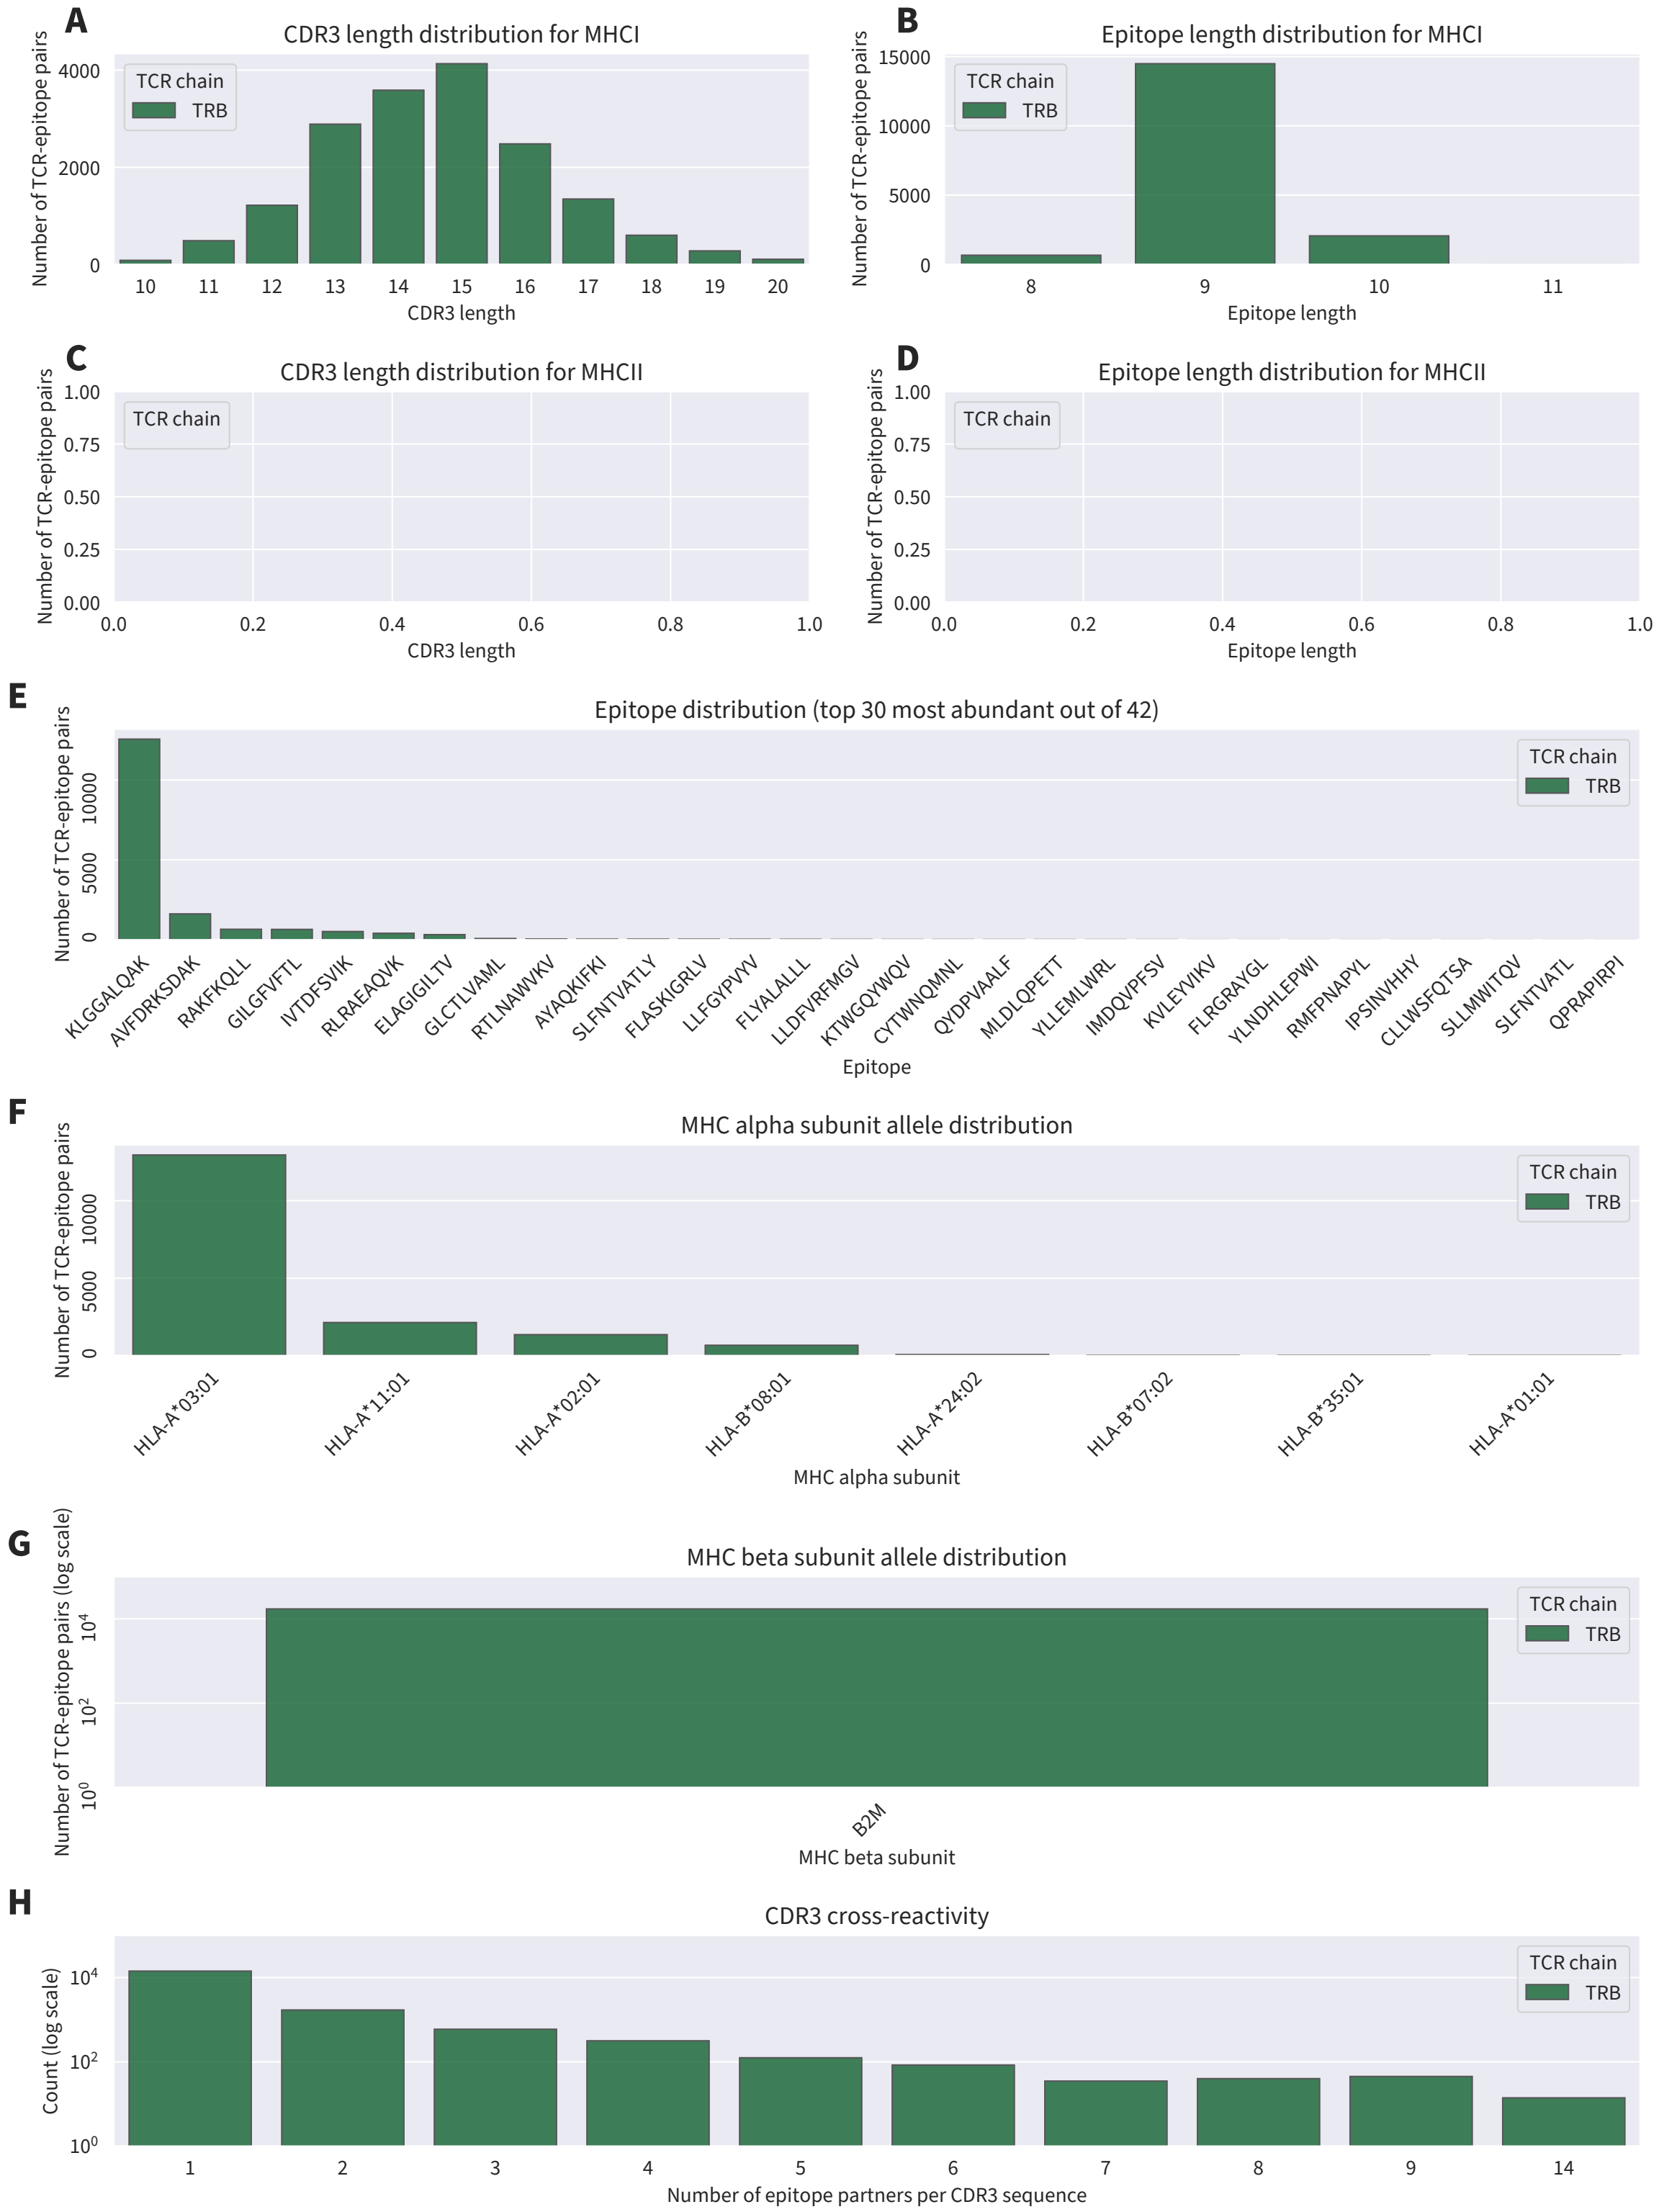 A
CDR3 length distribution for MHCI
Number of TCR-epitope pairs
4000
2000
0
TCR chain
TRB
10 11 12 13 14 15 16 17 18 19 20
CDR3 length
B
Epitope length distribution for MHCI
Number of TCR-epitope pairs
15000
10000
5000
0
TCR chain
TRB
8 9 10 11
Epitope length
C
CDR3 length distribution for MHCII
Number of TCR-epitope pairs
1.00
0.75
0.50
0.25
0.00
TCR chain
0.0 0.2 0.4 0.6 0.8 1.0
CDR3 length
D
Epitope length distribution for MHCII
Number of TCR-epitope pairs
1.00
0.75
0.50
0.25
0.00
TCR chain
0.0 0.2 0.4 0.6 0.8 1.0
Epitope length
E
Epitope distribution (top 30 most abundant out of 42)
Number of TCR-epitope pairs
10000
5000
0
TCR chain
TRB
KLGGALQAK
AVFDRKSDAK
RAKFKQLL
GILGFVFTL
IVTDFSVIK
RLRAEAQVK
ELAGIGILTV
GLCTLVAML
RTLNAWVKV
AYAQKIFKI
SLFNTVATLY
FLASKIGRLV
LLFGYPVYV
FLYALALLL
LLDFVRFMGV
KTWGQYWQV
CYTWNQMNL
QYDPVAALF
MLDLQPETT
YLLEMLWRL
IMDQVPFSV
KVLEYVIKV
FLRGRAYGL
YLNDHLEPWI
RMFPNAPYL
IPSINVHHY
CLLWSFQTSA
SLLMWITQV
SLFNTVATL
QPRAPIRPI
Epitope
F
MHC alpha subunit allele distribution
Number of TCR-epitope pairs
10000
5000
0
TCR chain
TRB
HLA-A*03:01
HLA-A*11:01
HLA-A*02:01
HLA-B*08:01
HLA-A*24:02
HLA-B*07:02
HLA-B*35:01
HLA-A*01:01
MHC alpha subunit
G
MHC beta subunit allele distribution
Number of TCR-epitope pairs (log scale)
10⁴
10²
10⁰
TCR chain
TRB
B2M
MHC beta subunit
H
CDR3 cross-reactivity
Count (log scale)
10⁴
10²
10⁰
TCR chain
TRB
1 2 3 4 5 6 7 8 9 14
Number of epitope partners per CDR3 sequence